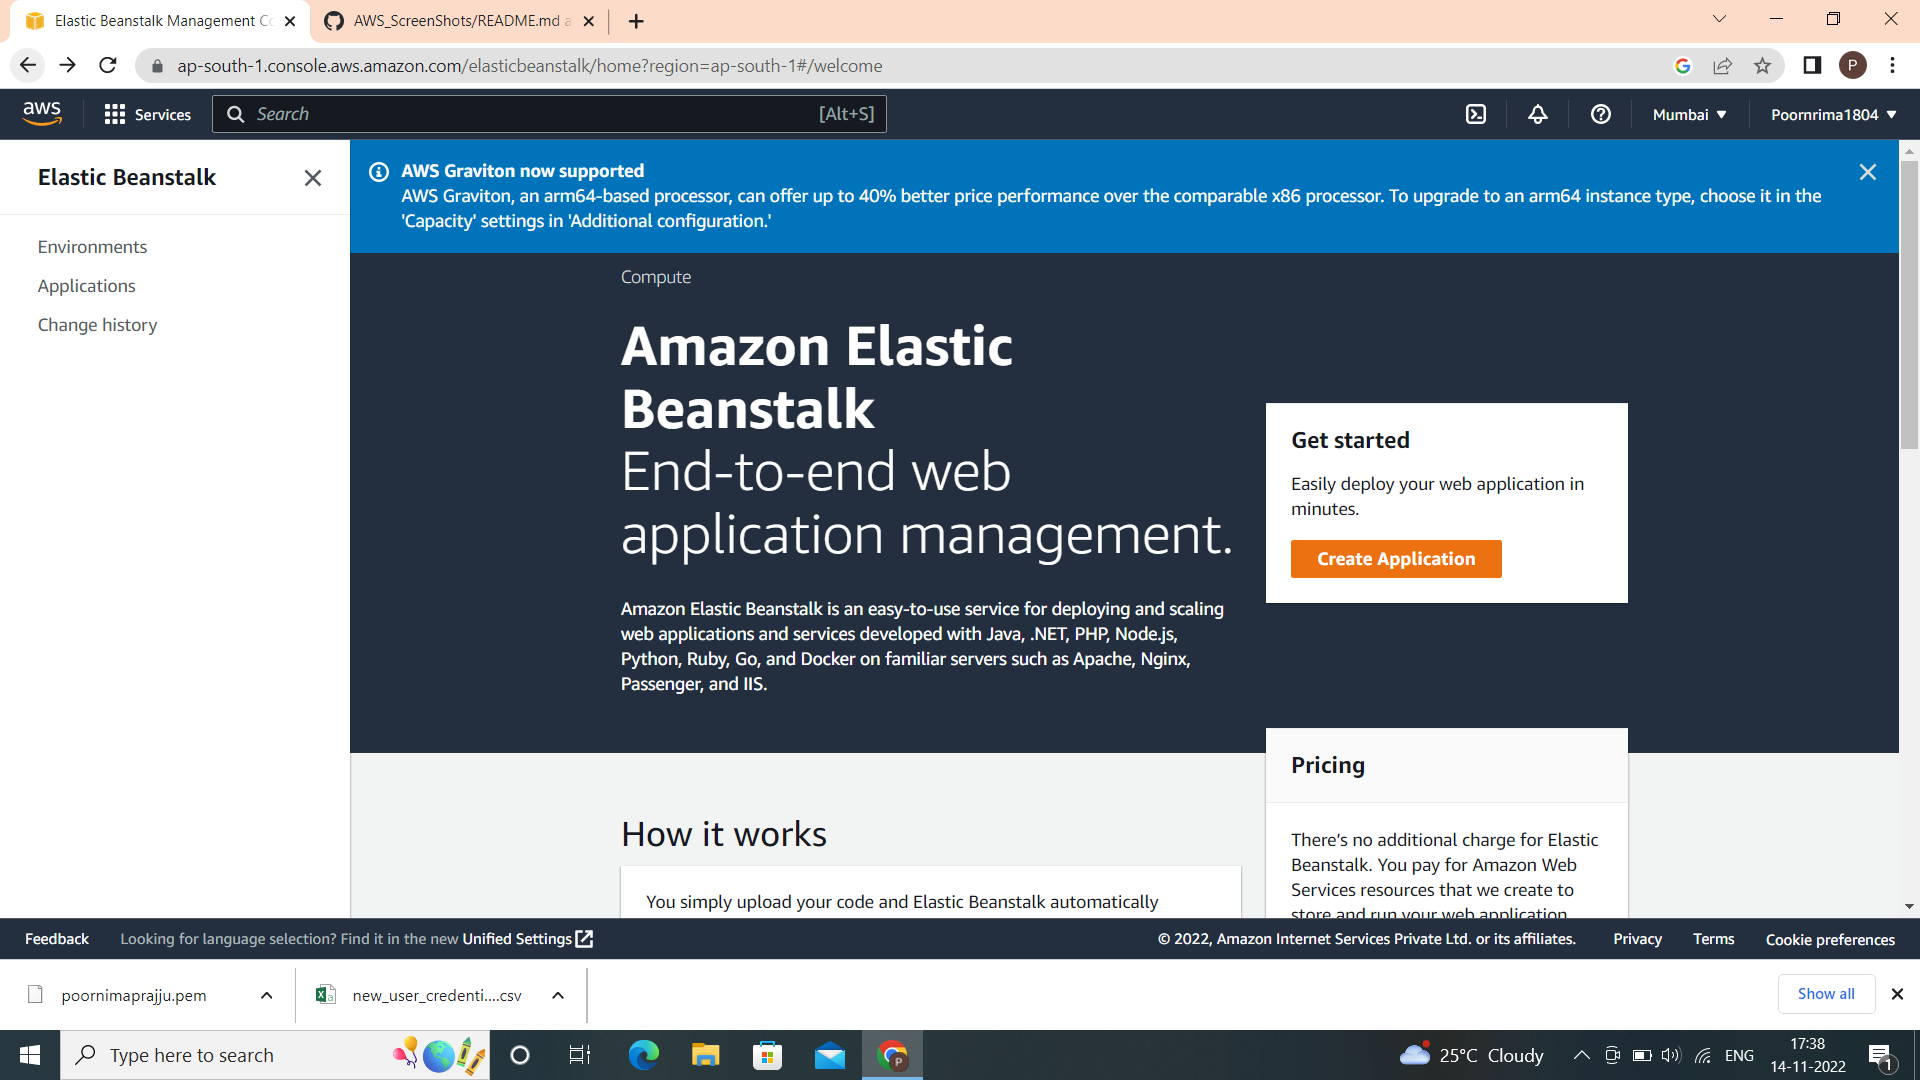 Elastic Beanstalk Management Co
AWS_ScreenShots/README.md a
ap-south-1.console.aws.amazon.com/elasticbeanstalk/home?region=ap-south-1#/welcome
P
aws
Services
Search
[Alt+S]
Mumbai
Poornrima1804
Elastic Beanstalk
Environments
Applications
Change history
AWS Graviton now supported
AWS Graviton, an arm64-based processor, can offer up to 40% better price performance over the comparable x86 processor. To upgrade to an arm64 instance type, choose it in the
'Capacity' settings in 'Additional configuration.'
Compute
Amazon Elastic
Beanstalk
End-to-end web
application management.
Amazon Elastic Beanstalk is an easy-to-use service for deploying and scaling
web applications and services developed with Java, .NET, PHP, Node.js,
Python, Ruby, Go, and Docker on familiar servers such as Apache, Nginx,
Passenger, and IIS.
Get started
Easily deploy your web application in
minutes.
Create Application
Pricing
There's no additional charge for Elastic
Beanstalk. You pay for Amazon Web
Services resources that we create to
store and run your web application
How it works
You simply upload your code and Elastic Beanstalk automatically
Feedback
Looking for language selection? Find it in the new Unified Settings
© 2022, Amazon Internet Services Private Ltd. or its affiliates.
Privacy
Terms
Cookie preferences
poornimaprajju.pem
new_user_credenti....csv
Show all
Type here to search
P
25°C Cloudy
ENG
17:38
14-11-2022
1